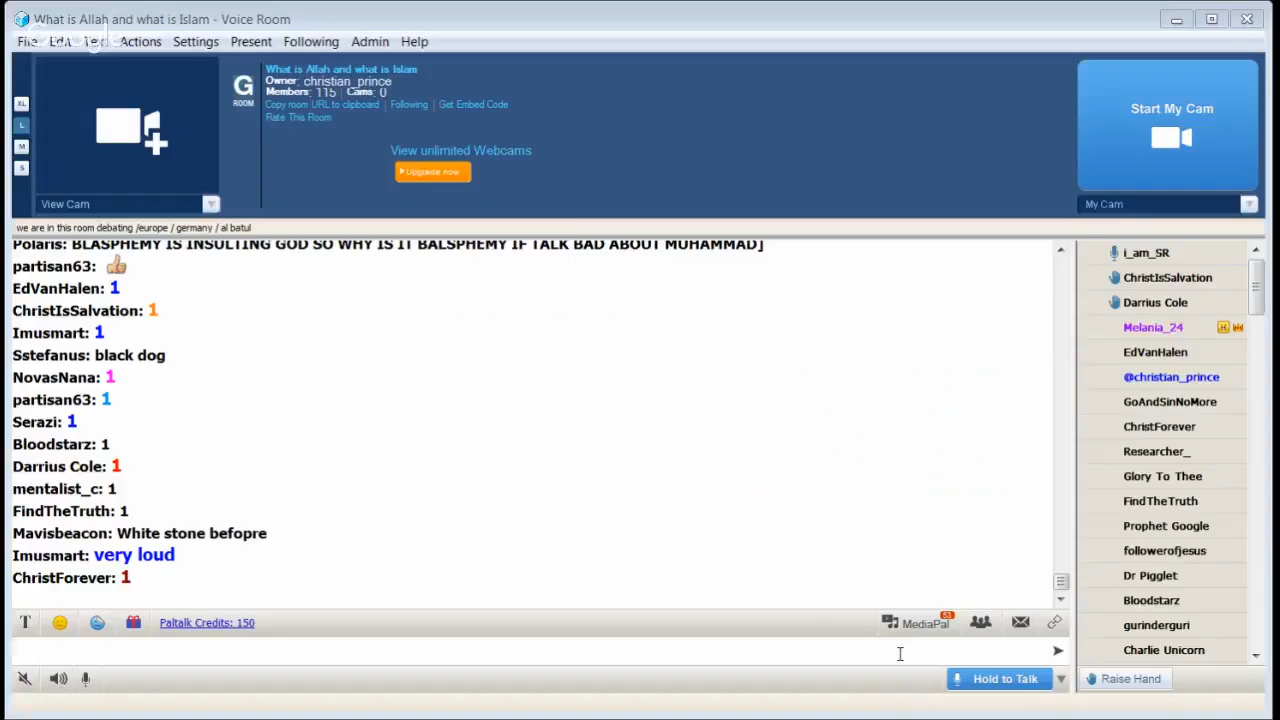 What is Allah and what is Islam - Voice Room
File Edit Text Actions Settings Present Following Admin Help
Google
XL
L
M
S
View Cam
G
ROOM
What is Allah and what is Islam
Owner: christian_prince
Members: 115 | Cams: 0
Copy room URL to clipboard | Following | Get Embed Code
Rate This Room
View unlimited Webcams
Upgrade now
Start My Cam
My Cam
we are in this room debating /europe / germany / al batul
Polaris: BLASPHEMY IS INSULTING GOD SO WHY IS IT BALSPHEMY IF TALK BAD ABOUT MUHAMMAD]
partisan63:
EdVanHalen: 1
ChristIsSalvation: 1
Imusmart: 1
Sstefanus: black dog
NovasNana: 1
partisan63: 1
Serazi: 1
Bloodstarz: 1
Darrius Cole: 1
mentalist_c: 1
FindTheTruth: 1
Mavisbeacon: White stone befopre
Imusmart: very loud
ChristForever: 1
i_am_SR
ChristIsSalvation
Darrius Cole
Melania_24
EdVanHalen
@christian_prince
GoAndSinNoMore
ChristForever
Researcher_
Glory To Thee
FindTheTruth
Prophet Google
followerofjesus
Dr Pigglet
Bloodstarz
gurinderguri
Charlie Unicorn
T
Paltalk Credits: 150
MediaPal
53
Hold to Talk
Raise Hand